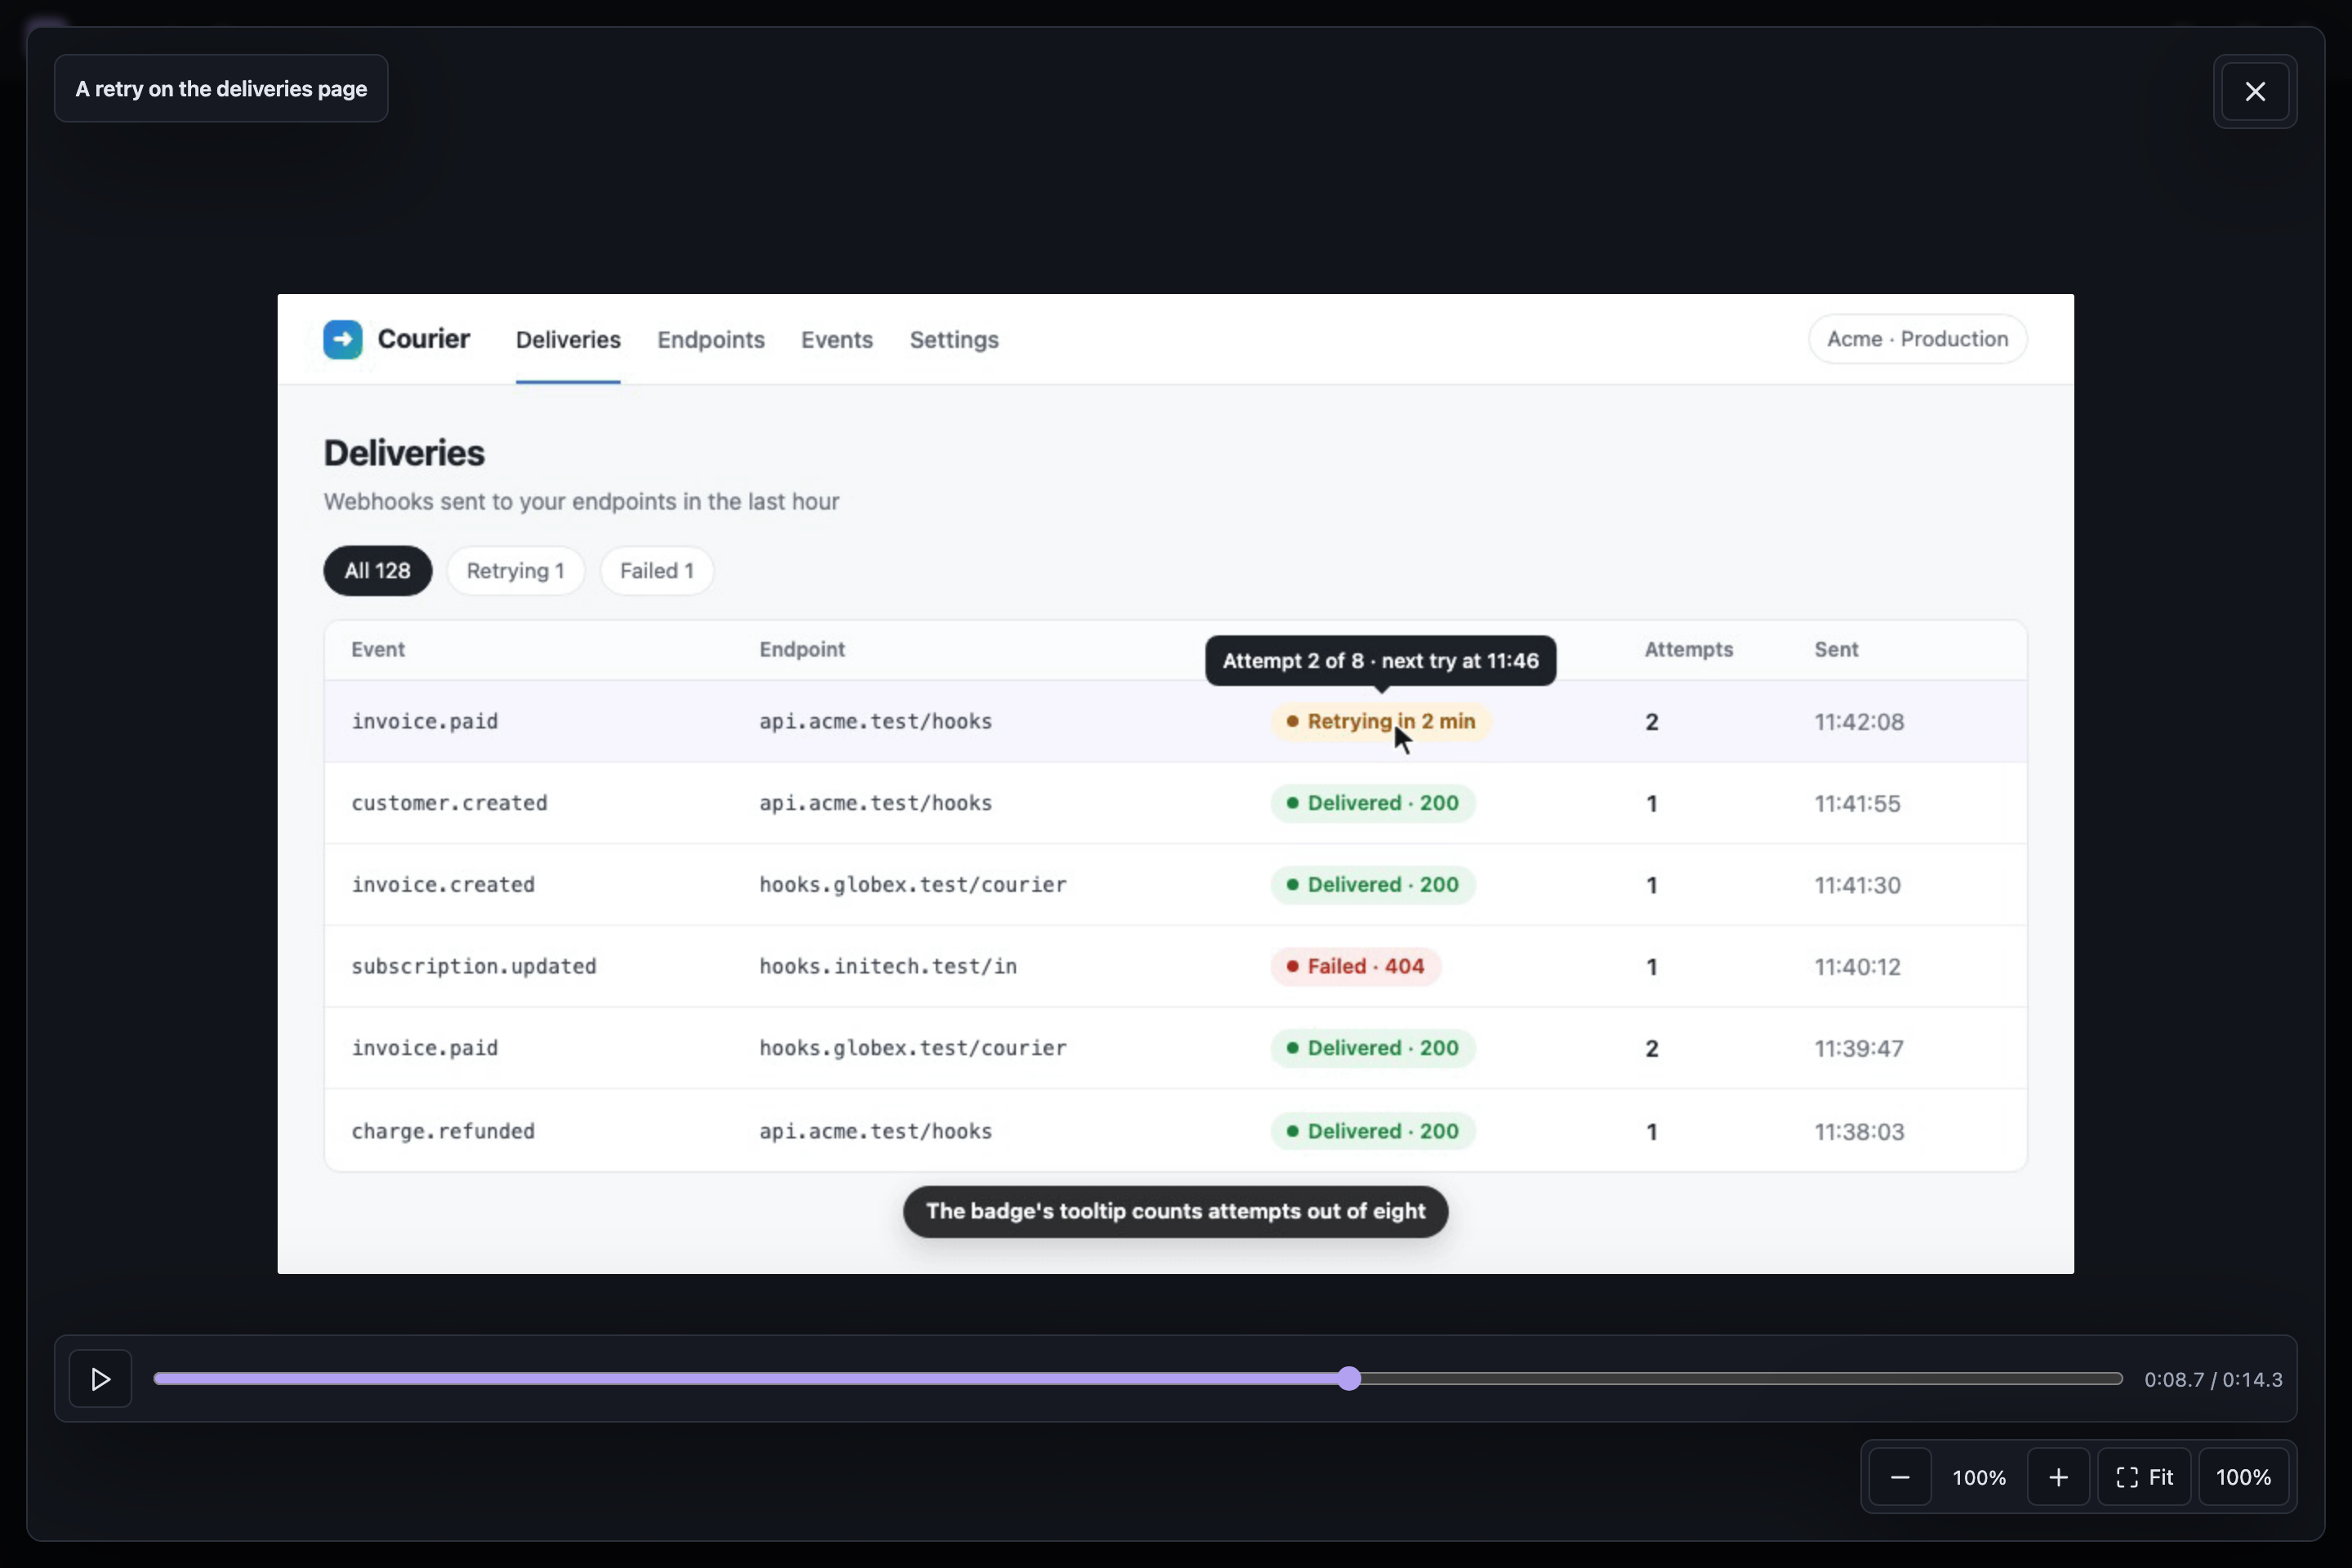 A retry on the deliveries page
Courier Deliveries Endpoints Events Settings Acme · Production
Deliveries
Webhooks sent to your endpoints in the last hour
All 128 Retrying 1 Failed 1
Event Endpoint Attempt 2 of 8 · next try at 11:46 Attempts Sent
invoice.paid api.acme.test/hooks Retrying in 2 min 2 11:42:08
customer.created api.acme.test/hooks Delivered · 200 1 11:41:55
invoice.created hooks.globex.test/courier Delivered · 200 1 11:41:30
subscription.updated hooks.initech.test/in Failed · 404 1 11:40:12
invoice.paid hooks.globex.test/courier Delivered · 200 2 11:39:47
charge.refunded api.acme.test/hooks Delivered · 200 1 11:38:03
The badge's tooltip counts attempts out of eight
0:08.7 / 0:14.3
100% Fit 100%